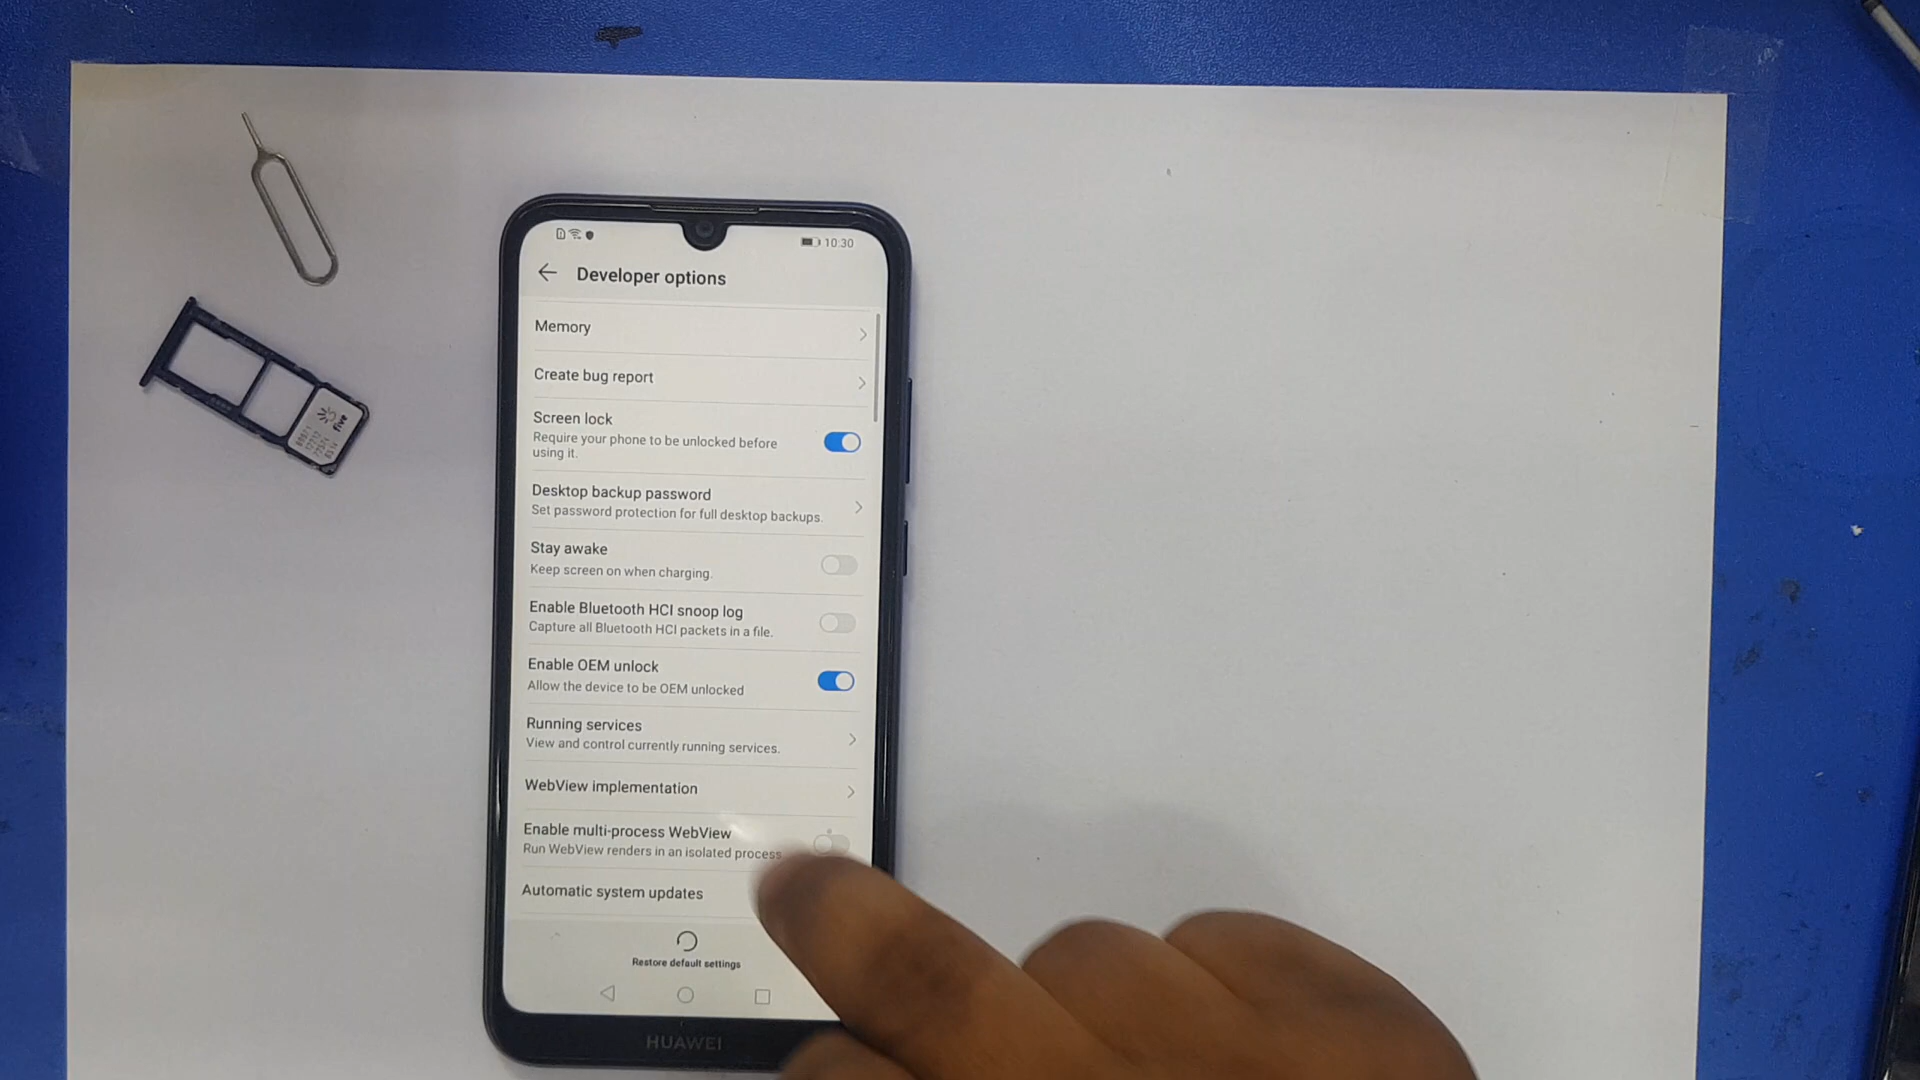 10:30
Developer options
Memory
Create bug report
Screen lock
Require your phone to be unlocked before
using it.
Desktop backup password
Set password protection for full desktop backups.
Stay awake
Keep screen on when charging.
Enable Bluetooth HCI snoop log
Capture all Bluetooth HCI packets in a file.
Enable OEM unlock
Allow the device to be OEM unlocked
Running services
View and control currently running services.
WebView implementation
Enable multi-process WebView
Run WebView renders in an isolated process
Automatic system updates
Restore default settings
HUAWEI
five